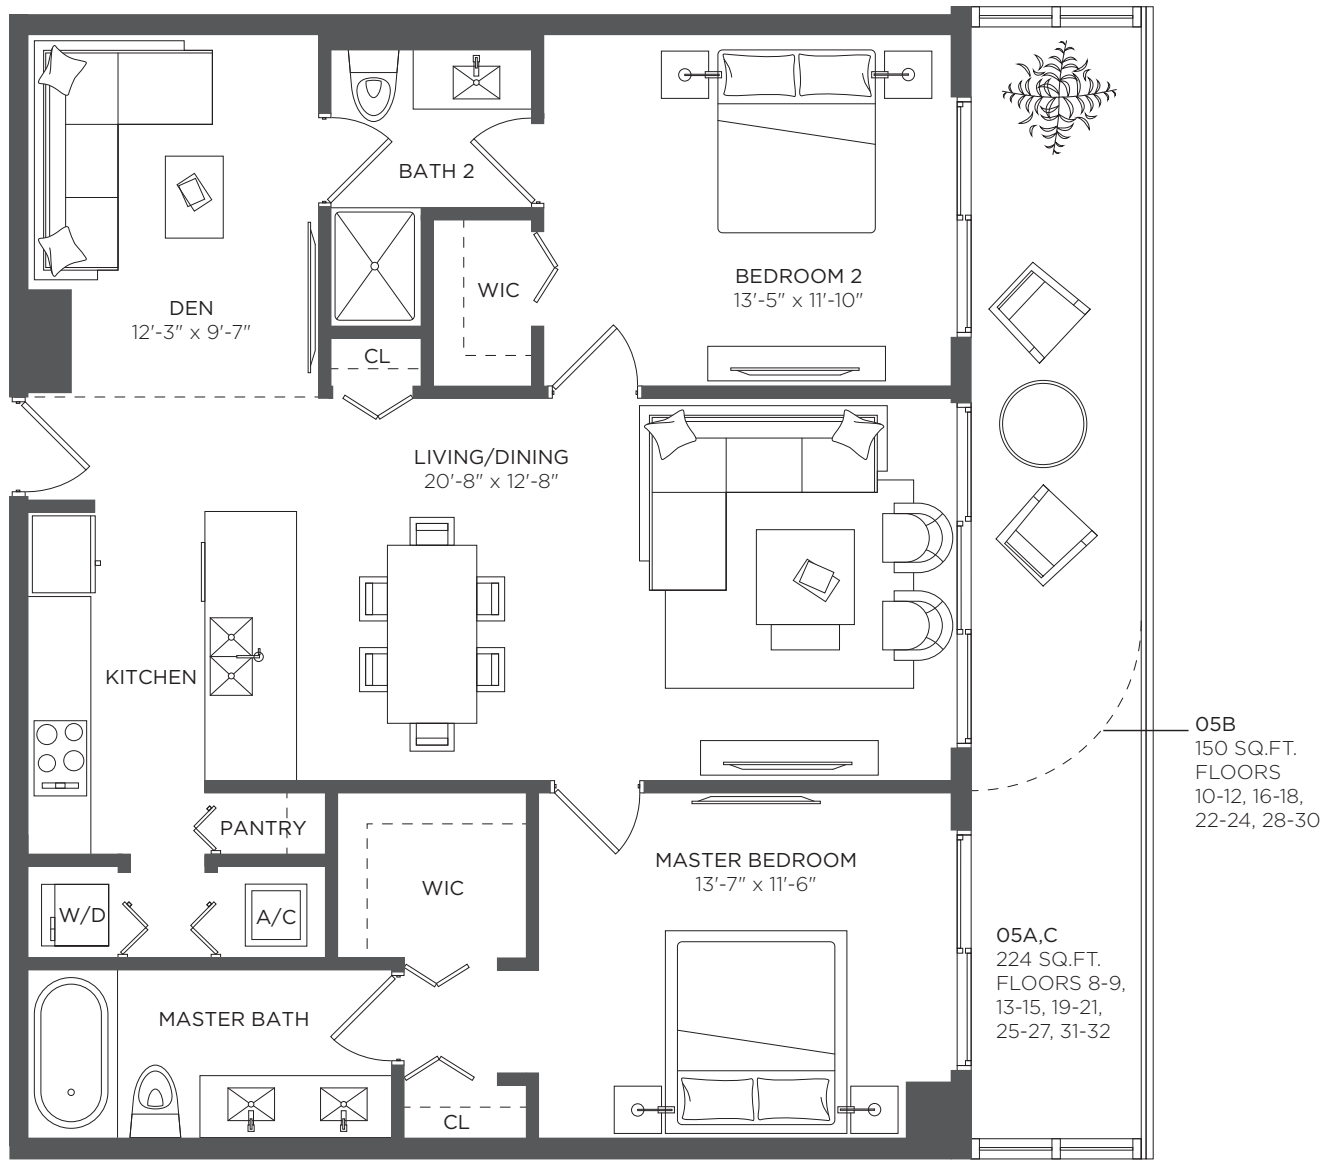 BATH 2
DEN
12'-3" x 9'-7"
WIC
BEDROOM 2
13'-5" x 11'-10"
CL
LIVING/DINING
20'-8" x 12'-8"
KITCHEN
05B
150 SQ.FT.
FLOORS
10-12, 16-18,
22-24, 28-30
PANTRY
MASTER BEDROOM
13'-7" x 11'-6"
WIC
W/D
A/C
05A,C
224 SQ.FT.
FLOORS 8-9,
13-15, 19-21,
25-27, 31-32
MASTER BATH
CL